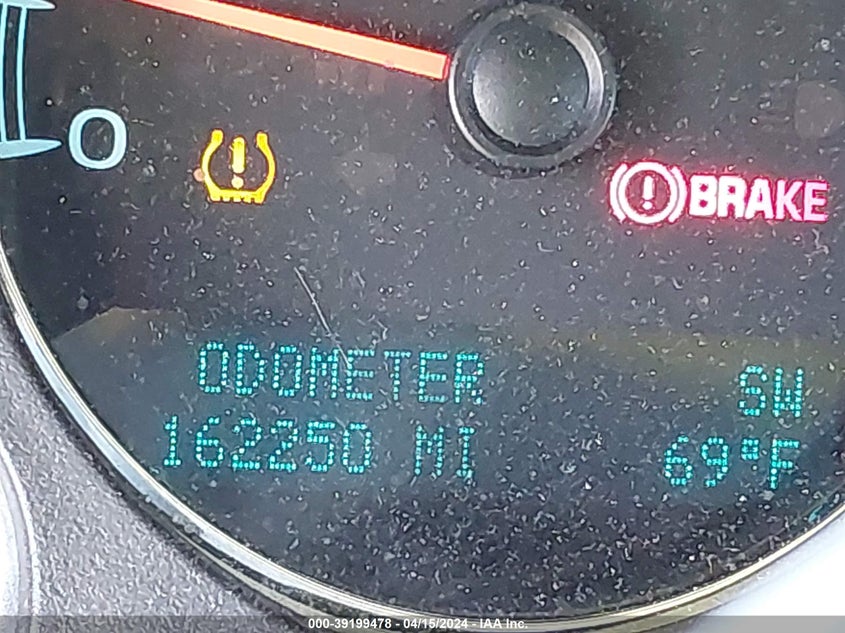 0
! (!) BRAKE
ODOMETER SW
162250 MI 69°F
000-39199478 - 04/15/2024 - IAA Inc.